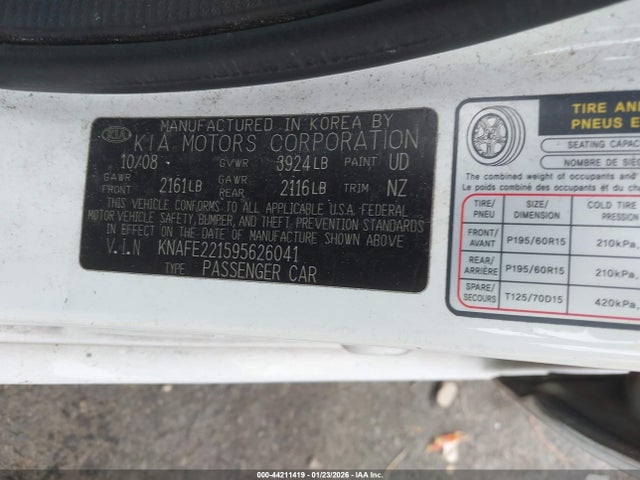 MANUFACTURED IN KOREA BY
KIA
KIA MOTORS CORPORATION
10/08 GVWR 3924LB PAINT UD
GAWR FRONT 2161LB GAWR REAR 2116LB TRIM NZ
THIS VEHICLE CONFORMS TO ALL APPLICABLE U.S.A. FEDERAL
MOTOR VEHICLE SAFETY, BUMPER, AND THEFT PREVENTION STANDARDS
IN EFFECT ON THE DATE OF MANUFACTURE SHOWN ABOVE
V.I.N KNAFE221595626041
TYPE PASSENGER CAR
TIRE AN
PNEUS E
SEATING CAPAC
NOMBRE DE SIÈG
The combined weight of occupants and
Le poids combiné des occupants et du c
TIRE/PNEU SIZE/DIMENSION COLD TIRE
FRONT/AVANT P195/60R15 210kPa,
REAR/ARRIÈRE P195/60R15 210kPa,
SPARE/SECOURS T125/70D15 420kPa,
000-44211419 | 01/23/2026 - IAAI.COM